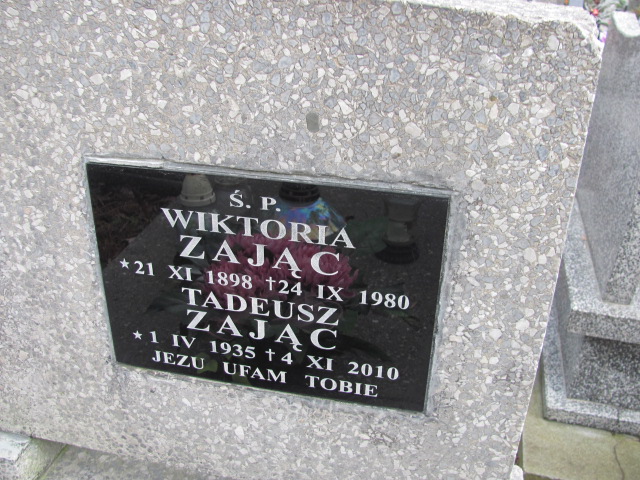 Ś. P.
WIKTORIA
ZAJĄC
*21 XI 1898 †24 IX 1980
TADEUSZ
ZAJĄC
*1 IV 1935 †4 XI 2010
JEZU UFAM TOBIE